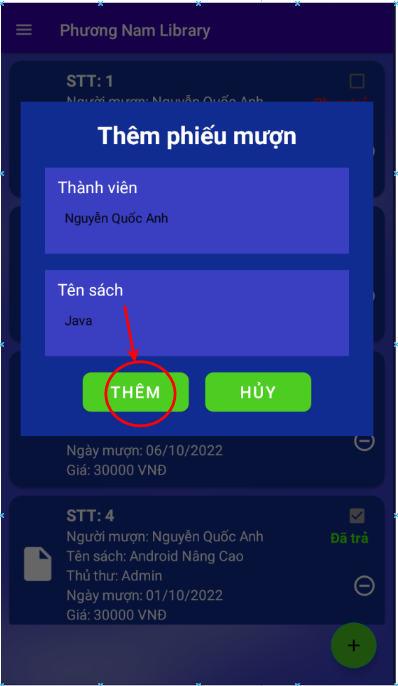 Phương Nam Library
STT: 1
Người mượn: Nguyễn Quốc Anh
Thêm phiếu mượn
Thành viên
Nguyễn Quốc Anh
Tên sách
Java
THÊM
HỦY
Ngày mượn: 06/10/2022
Giá: 30000 VNĐ
STT: 4
Người mượn: Nguyễn Quốc Anh
Đã trả
Tên sách: Android Nâng Cao
Thủ thư: Admin
Ngày mượn: 01/10/2022
Giá: 30000 VNĐ